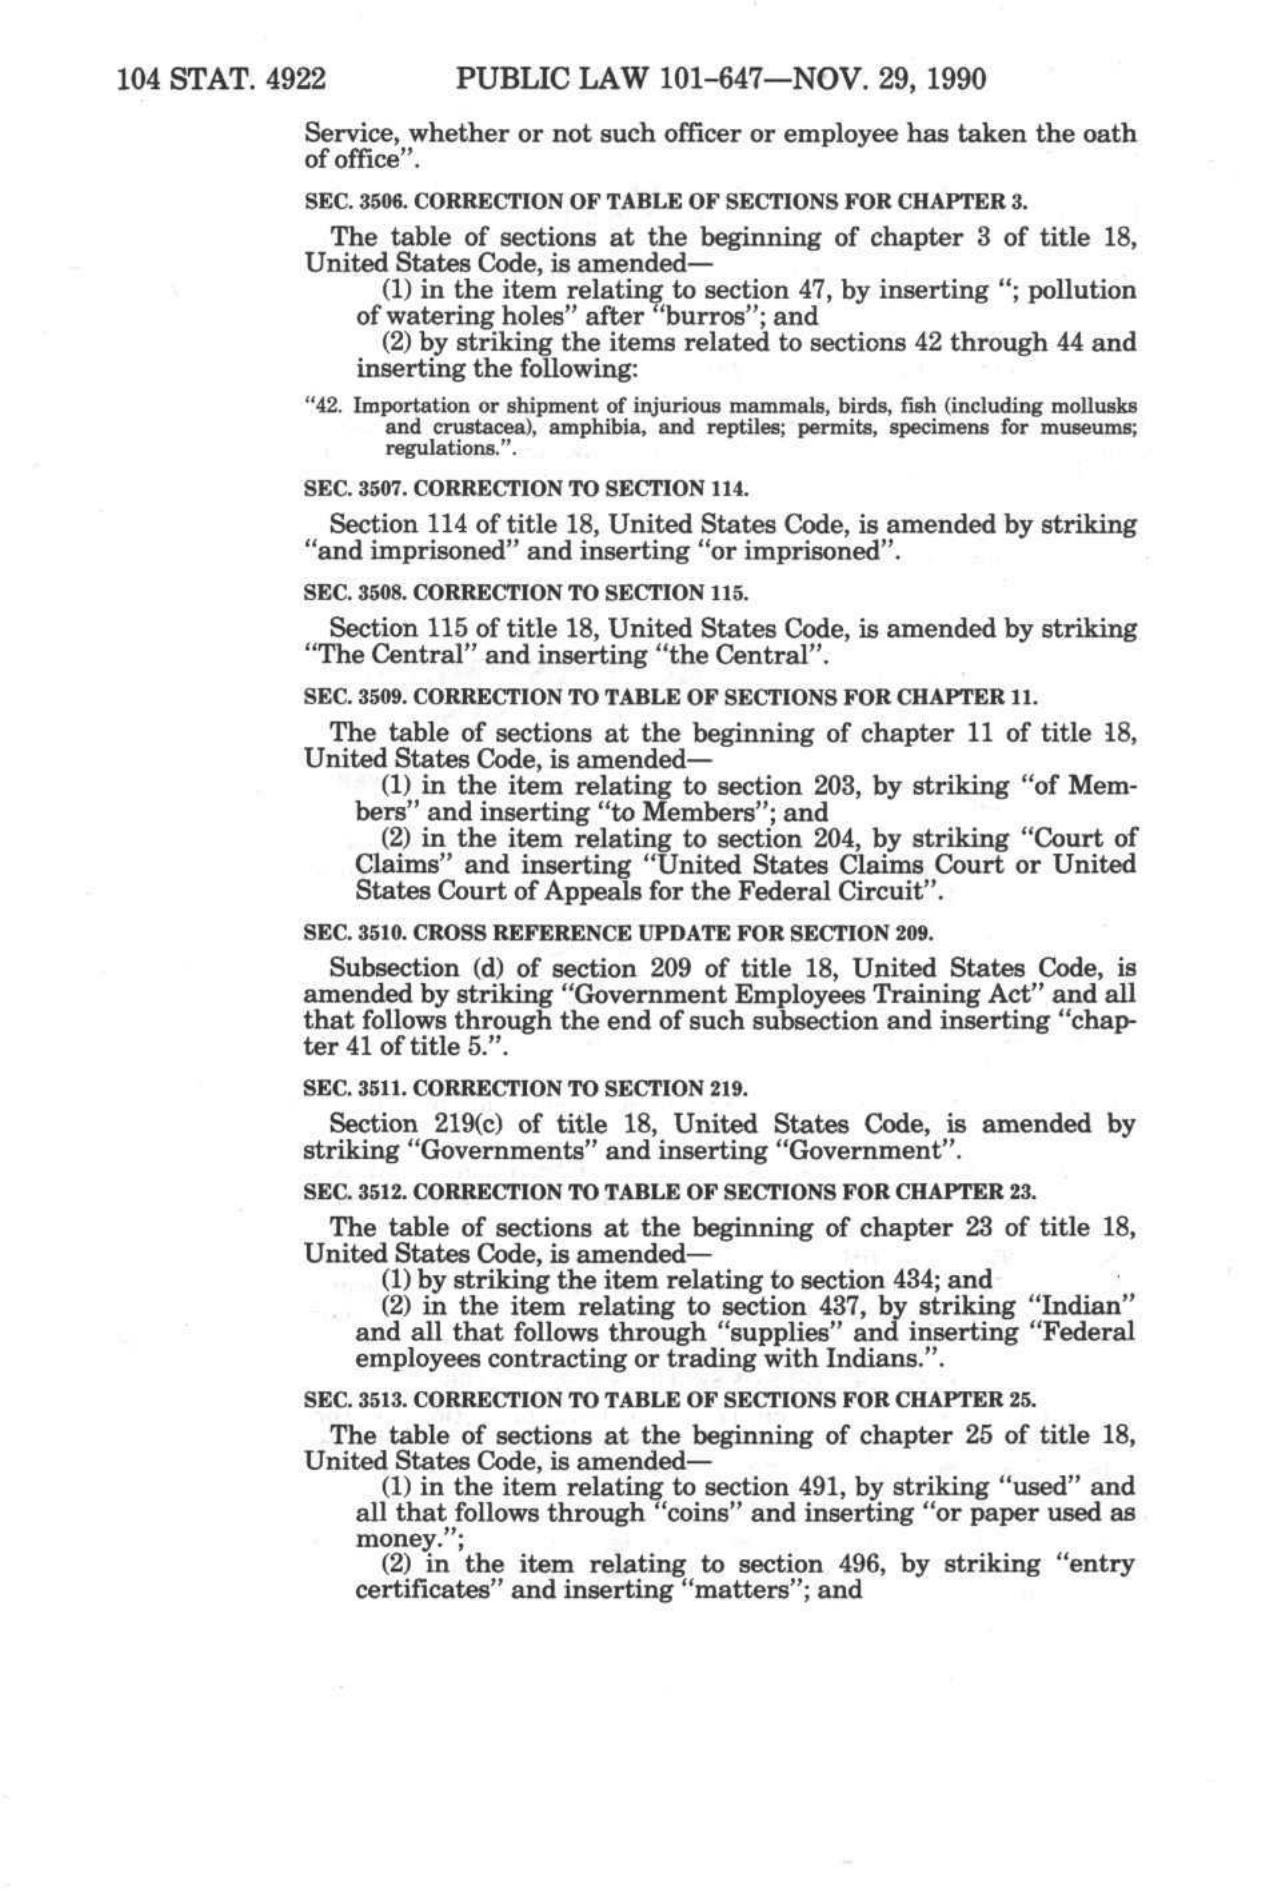 104 STAT. 4922 PUBLIC LAW 101–647—NOV. 29, 1990
Service, whether or not such officer or employee has taken the oath
of office”.
SEC. 3506. CORRECTION OF TABLE OF SECTIONS FOR CHAPTER 3.
The table of sections at the beginning of chapter 3 of title 18,
United States Code, is amended—
(1) in the item relating to section 47, by inserting “; pollution
of watering holes” after “burros”; and
(2) by striking the items related to sections 42 through 44 and
inserting the following:
“42. Importation or shipment of injurious mammals, birds, fish (including mollusks
and crustacea), amphibia, and reptiles; permits, specimens for museums;
regulations.”.
SEC. 3507. CORRECTION TO SECTION 114.
Section 114 of title 18, United States Code, is amended by striking
“and imprisoned” and inserting “or imprisoned”.
SEC. 3508. CORRECTION TO SECTION 115.
Section 115 of title 18, United States Code, is amended by striking
“The Central” and inserting “the Central”.
SEC. 3509. CORRECTION TO TABLE OF SECTIONS FOR CHAPTER 11.
The table of sections at the beginning of chapter 11 of title 18,
United States Code, is amended—
(1) in the item relating to section 203, by striking “of Mem-
bers” and inserting “to Members”; and
(2) in the item relating to section 204, by striking “Court of
Claims” and inserting “United States Claims Court or United
States Court of Appeals for the Federal Circuit”.
SEC. 3510. CROSS REFERENCE UPDATE FOR SECTION 209.
Subsection (d) of section 209 of title 18, United States Code, is
amended by striking “Government Employees Training Act” and all
that follows through the end of such subsection and inserting “chap-
ter 41 of title 5.”.
SEC. 3511. CORRECTION TO SECTION 219.
Section 219(c) of title 18, United States Code, is amended by
striking “Governments” and inserting “Government”.
SEC. 3512. CORRECTION TO TABLE OF SECTIONS FOR CHAPTER 23.
The table of sections at the beginning of chapter 23 of title 18,
United States Code, is amended—
(1) by striking the item relating to section 434; and
(2) in the item relating to section 437, by striking “Indian”
and all that follows through “supplies” and inserting “Federal
employees contracting or trading with Indians.”.
SEC. 3513. CORRECTION TO TABLE OF SECTIONS FOR CHAPTER 25.
The table of sections at the beginning of chapter 25 of title 18,
United States Code, is amended—
(1) in the item relating to section 491, by striking “used” and
all that follows through “coins” and inserting “or paper used as
money.”;
(2) in the item relating to section 496, by striking “entry
certificates” and inserting “matters”; and